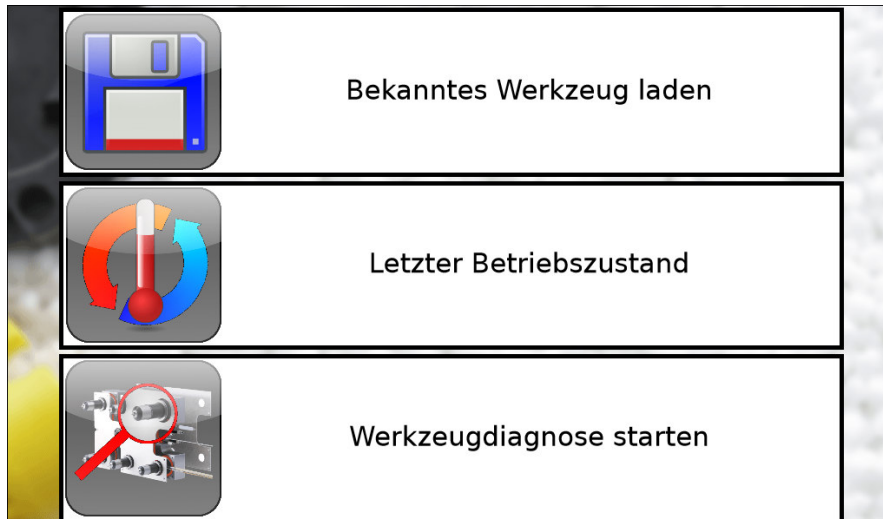 Bekanntes Werkzeug laden
Letzter Betriebszustand
Werkzeugdiagnose starten